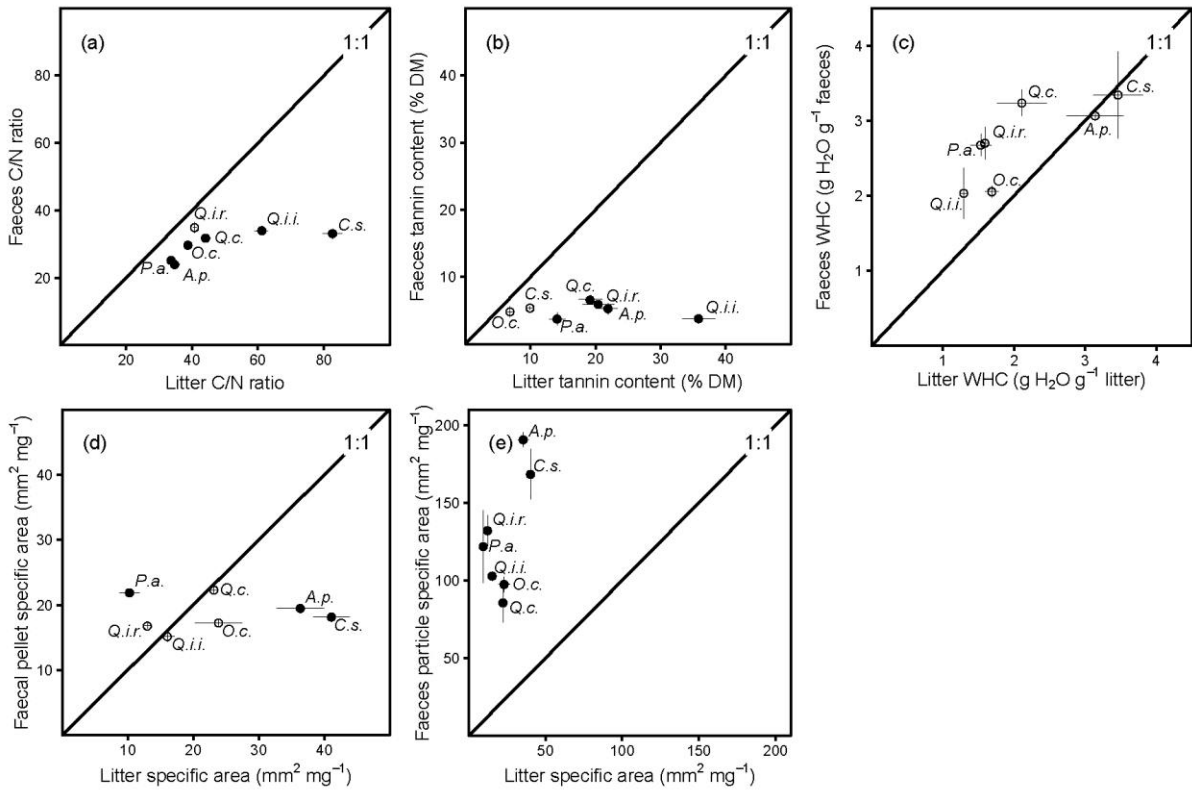 (a)
1:1
80
60
40
20
Q.i.r.
Q.i.i.
C.s.
Q.c.
O.c.
P.a.
A.p.
20 40 60 80
Litter C/N ratio
Faeces C/N ratio
(b)
1:1
40
30
20
10
Q.c.
Q.i.r.
C.s.
Q.i.i.
A.p.
O.c.
P.a.
10 20 30 40
Litter tannin content (% DM)
Faeces tannin content (% DM)
(c)
1:1
4
3
2
1
Q.c.
C.s.
Q.i.r.
A.p.
P.a.
O.c.
Q.i.i.
1 2 3 4
Litter WHC (g H₂O g⁻¹ litter)
Faeces WHC (g H₂O g⁻¹ faeces)
(d)
1:1
40
30
20
10
P.a.
Q.c.
A.p.
C.s.
Q.i.r.
O.c.
Q.i.i.
10 20 30 40
Litter specific area (mm² mg⁻¹)
Faecal pellet specific area (mm² mg⁻¹)
(e)
1:1
200
150
100
50
A.p.
C.s.
Q.i.r.
P.a.
Q.i.i.
O.c.
Q.c.
50 100 150 200
Litter specific area (mm² mg⁻¹)
Faeces particle specific area (mm² mg⁻¹)